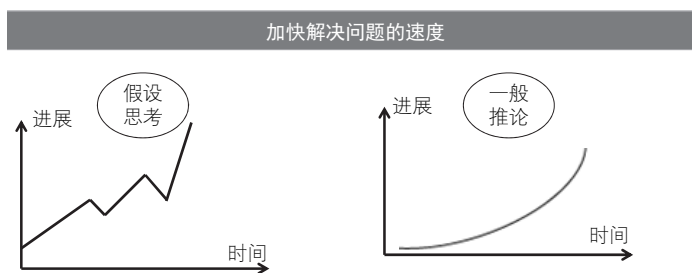 加快解决问题的速度
假设
思考
进展
时间
一般
推论
进展
时间